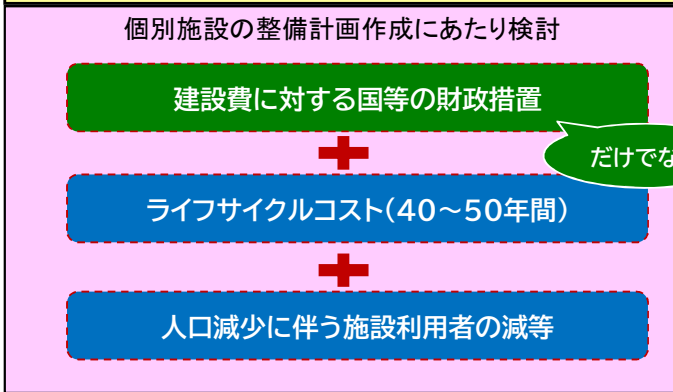 個別施設の整備計画作成にあたり検討
建設費に対する国等の財政措置
だけでな
ライフサイクルコスト(40～50年間)
人口減少に伴う施設利用者の減等